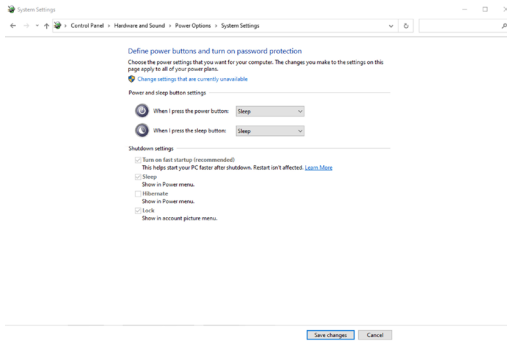 System Settings
Control Panel > Hardware and Sound > Power Options > System Settings
Define power buttons and turn on password protection
Choose the power settings that you want for your computer. The changes you make to the settings on this
page apply to all of your power plans.
Change settings that are currently unavailable
Power and sleep button settings
When I press the power button: Sleep
When I press the sleep button: Sleep
Shutdown settings
Turn on fast startup (recommended)
This helps start your PC faster after shutdown. Restart isn't affected. Learn More
Sleep
Show in Power menu.
Hibernate
Show in Power menu.
Lock
Show in account picture menu.
Save changes Cancel